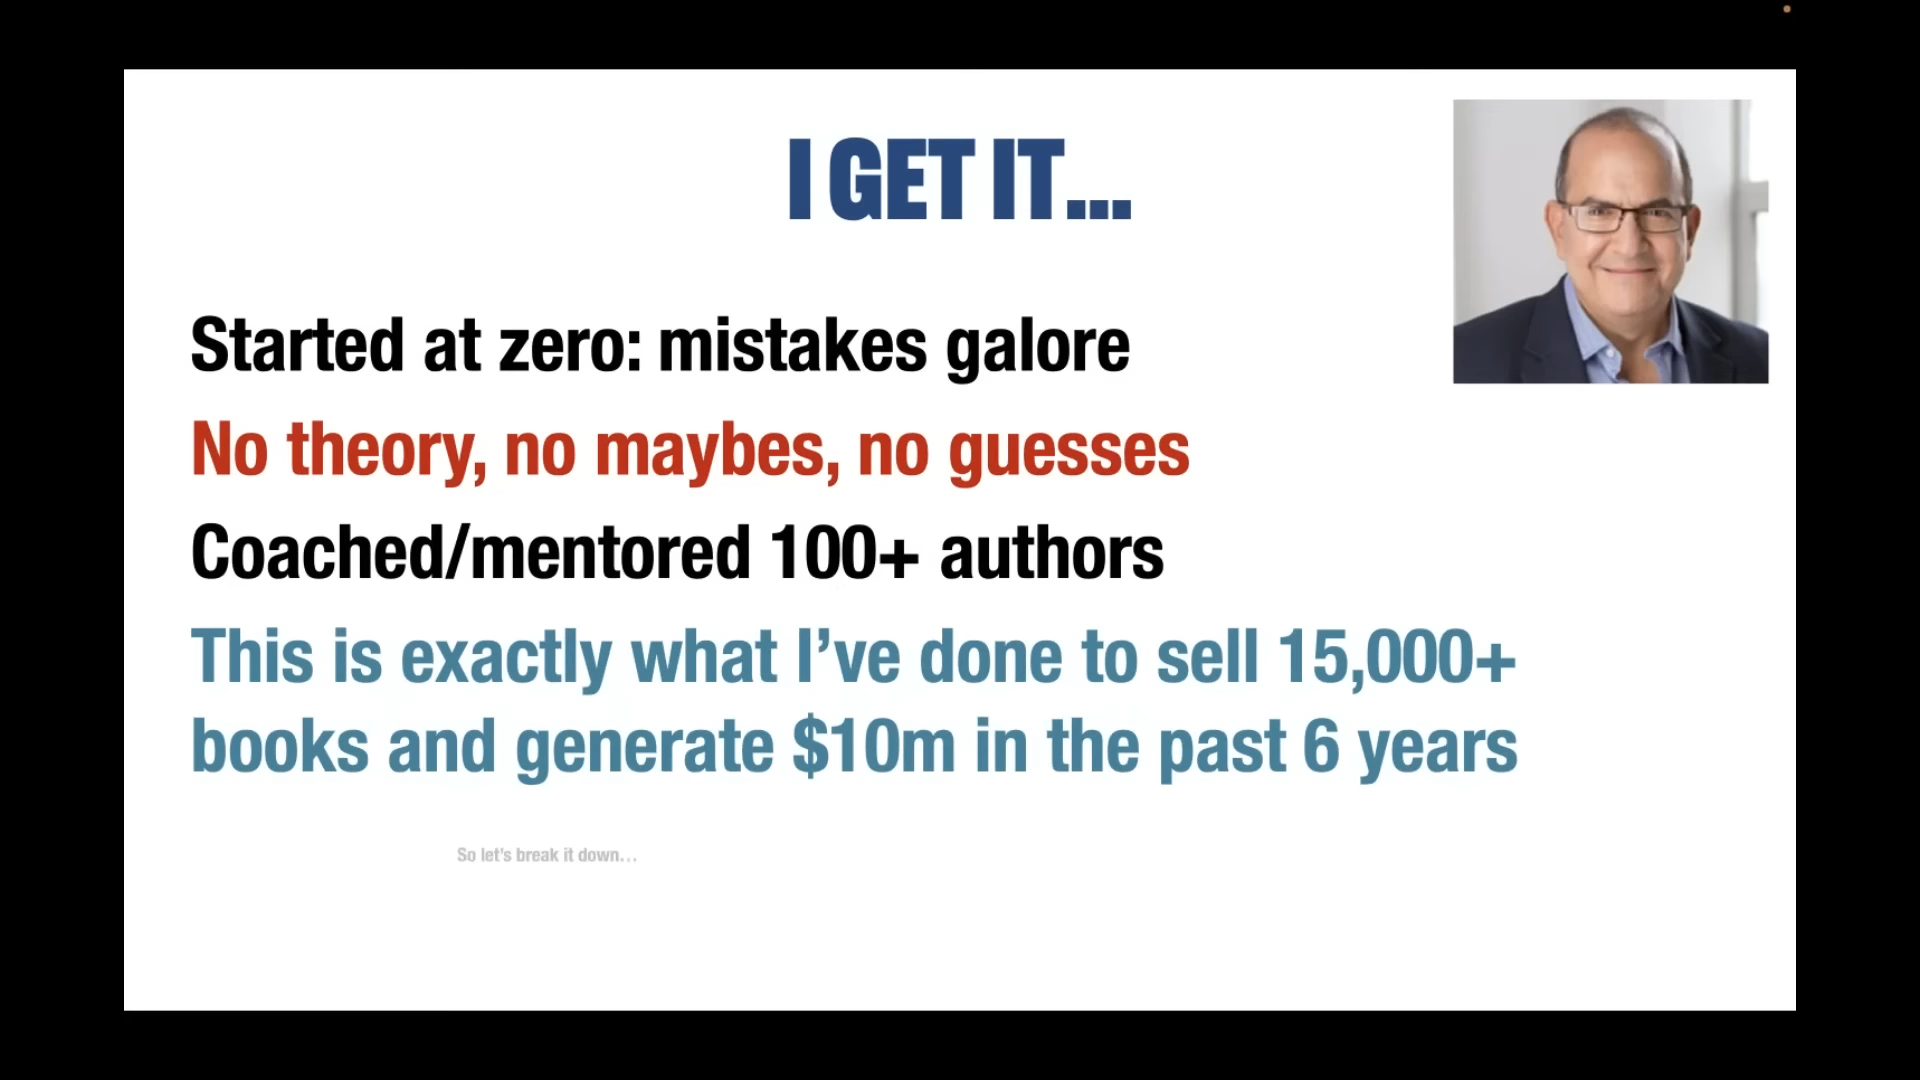 I GET IT...
Started at zero: mistakes galore
No theory, no maybes, no guesses
Coached/mentored 100+ authors
This is exactly what I’ve done to sell 15,000+
books and generate $10m in the past 6 years
So let's break it down...